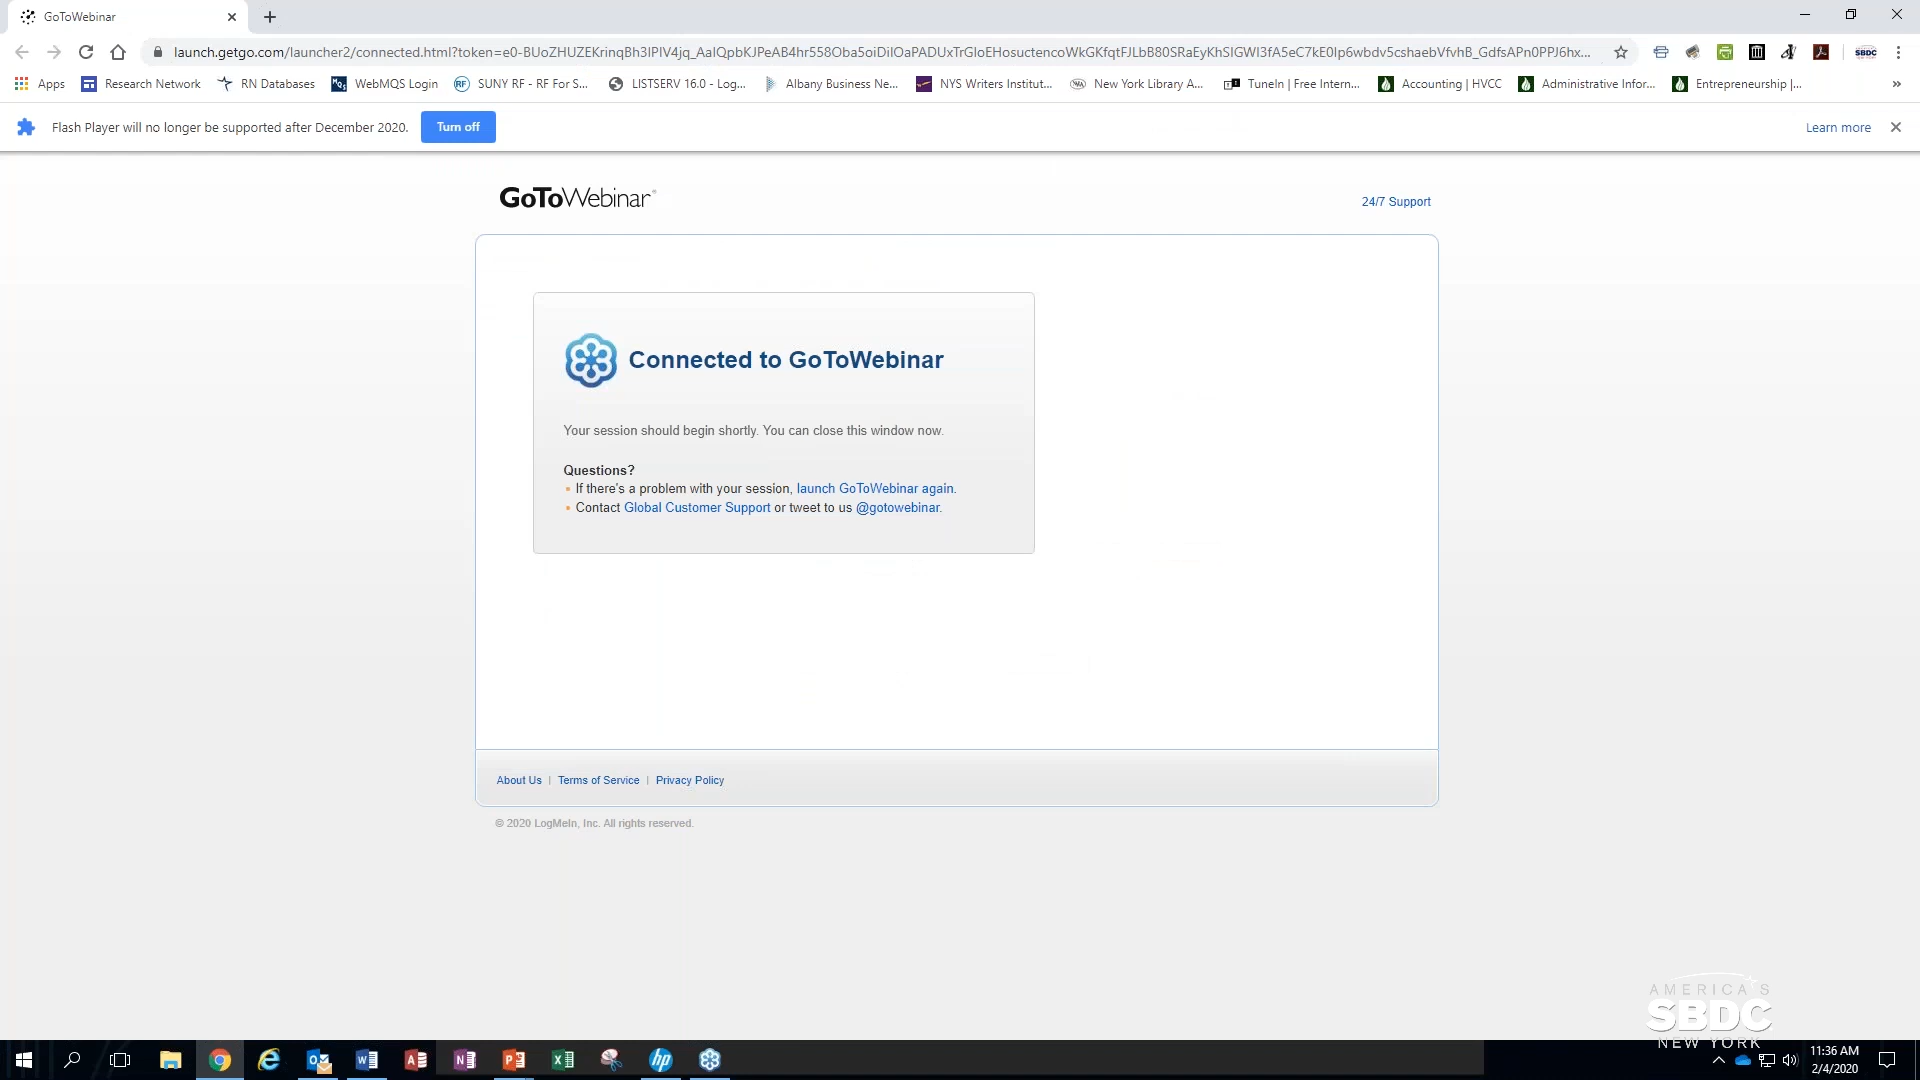 GoToWebinar
launch.getgo.com/launcher2/connected.html?token=e0-BUoZHUZEKrinqBh3IPIV4jq_AaIQpbKJPeAB4hr558Oba5oiDiIOaPADUxTrGloEHosuctencoWkGKfqtFJLbB80SRaEyKhSIGWI3fA5eC7kE0Ip6wbdv5cshaebVfvhB_GdfsAPn0PPJ6hx...
Apps Research Network RN Databases WebMQS Login SUNY RF - RF For S... LISTSERV 16.0 - Log... Albany Business Ne... NYS Writers Institut... New York Library A... TuneIn | Free Intern... Accounting | HVCC Administrative Infor... Entrepreneurship |... »
Flash Player will no longer be supported after December 2020. Turn off Learn more
GoToWebinar
24/7 Support
Connected to GoToWebinar
Your session should begin shortly. You can close this window now.
Questions?
If there's a problem with your session, launch GoToWebinar again.
Contact Global Customer Support or tweet to us @gotowebinar.
About Us | Terms of Service | Privacy Policy
© 2020 LogMeIn, Inc. All rights reserved.
AMERICA'S
SBDC
NEW YORK
11:36 AM
2/4/2020